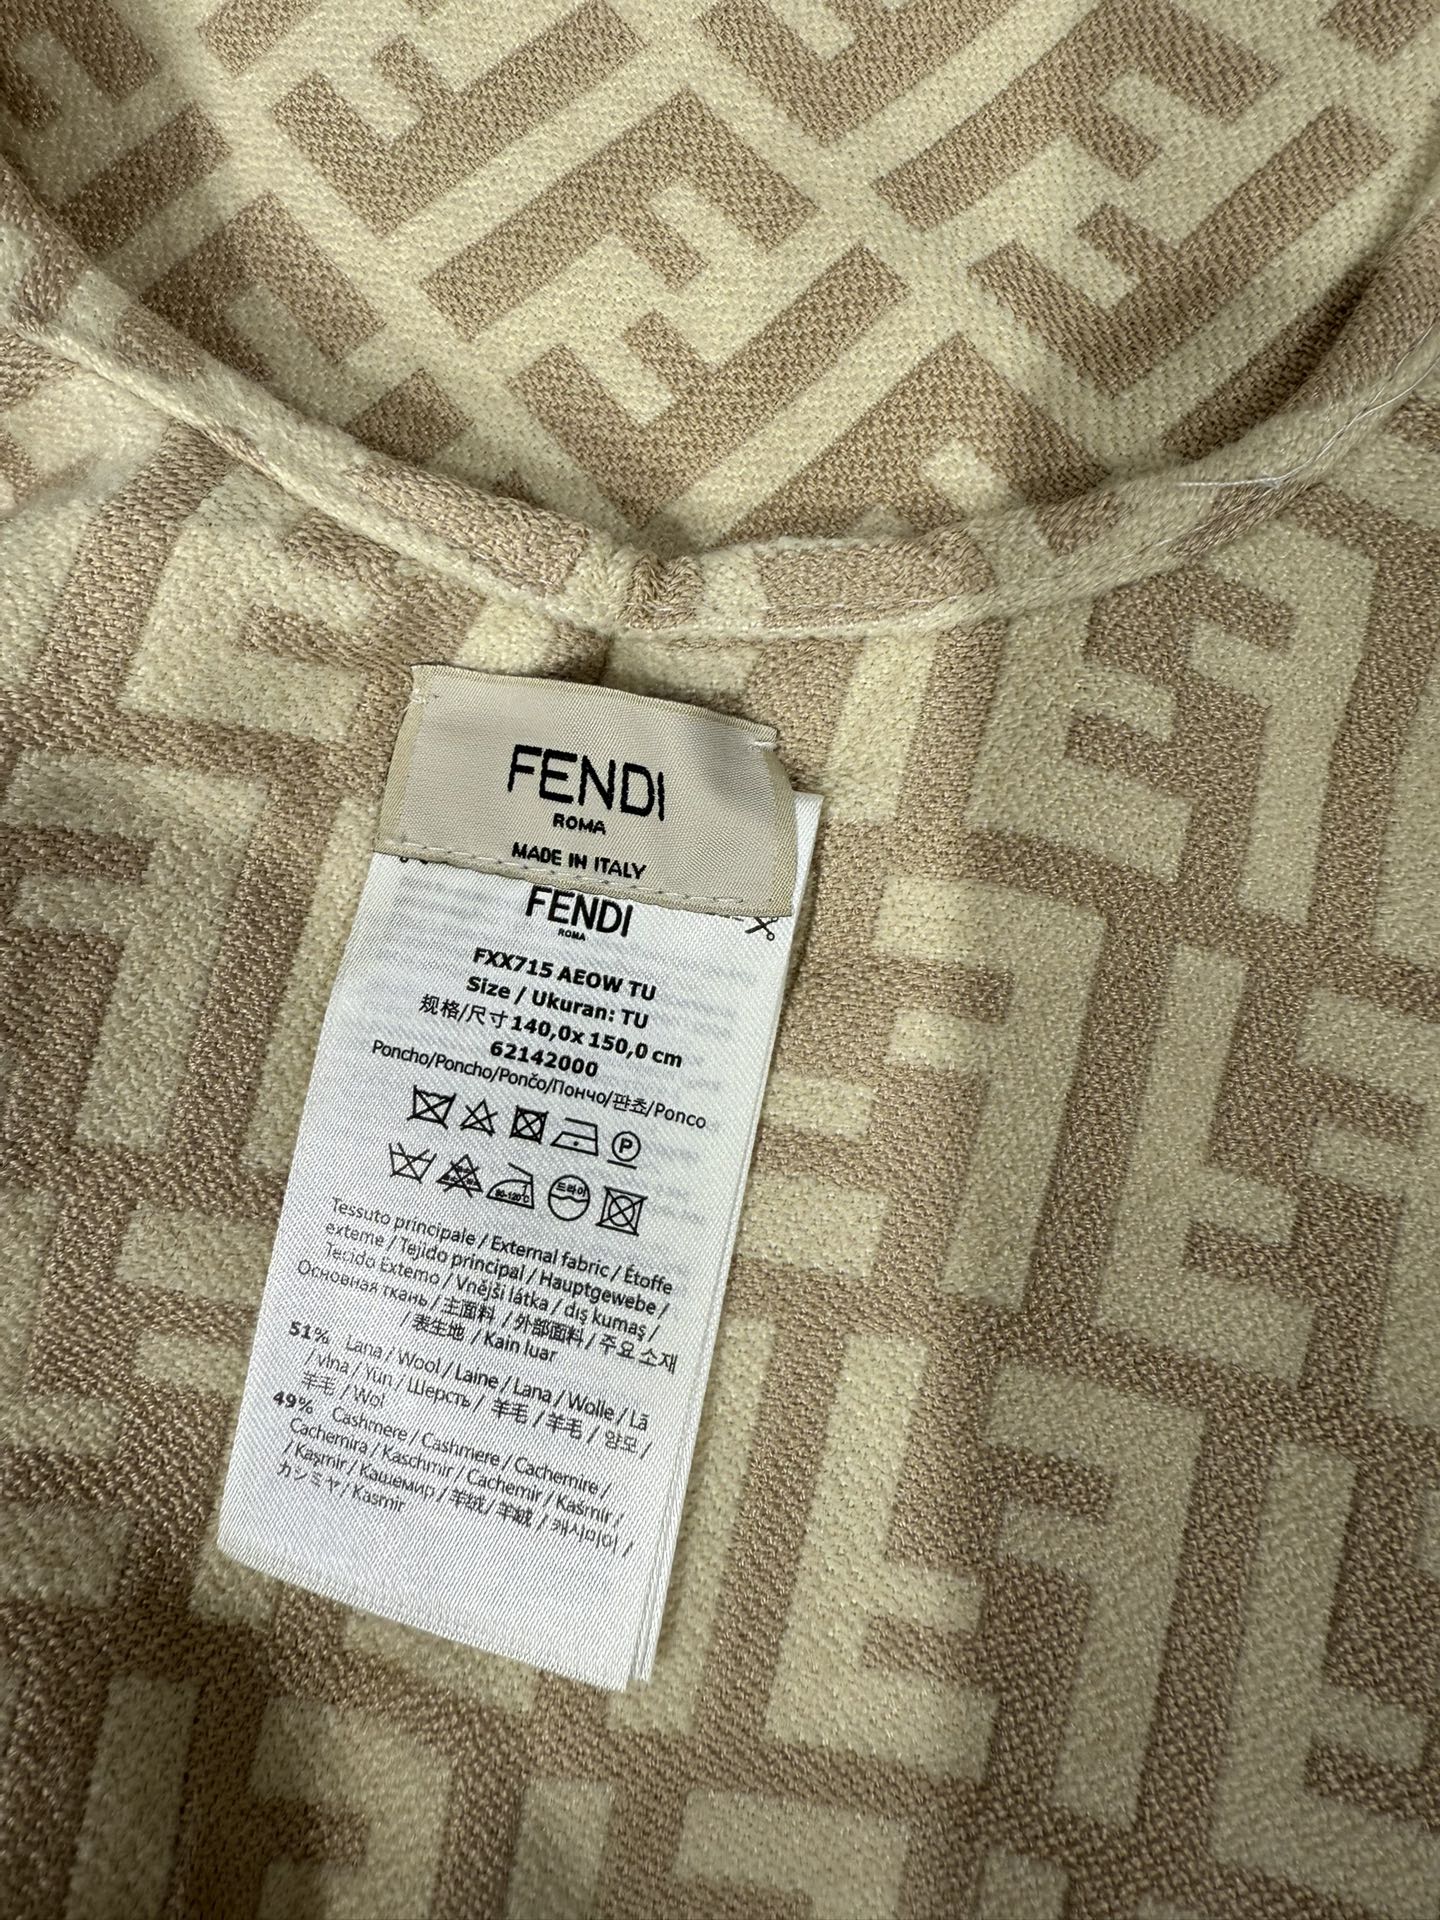 FENDI
ROMA
MADE IN ITALY
FENDI
ROMA
FXX715 AEOW TU
Size / Ukuran: TU
规格/尺寸 140,0x 150,0 cm
62142000
Poncho/Poncho/Pončo/Пончо/판쵸/Ponco
P
드라이
80-120°C
Tessuto principale / External fabric / Étoffe
externe / Tejido principal / Hauptgewebe /
Tecido Externo / Vnější látka / dış kumaş /
Основная ткань / 主面料 / 外部面料 / 주요 소재
/ 表生地 / Kain luar
51% Lana / Wool / Laine / Lana / Wolle / Lã
/ vlna / Yün / Шерсть / 羊毛 / 羊毛 / 양모 /
羊毛 / Wol
49% Cashmere / Cashmere / Cachemire /
Cachemira / Kaschmir / Cachemir / Kašmír /
/ Kaşmir / Кашемир / 羊绒 / 羊絨 / 캐시미어 /
カシミヤ / Kasmir